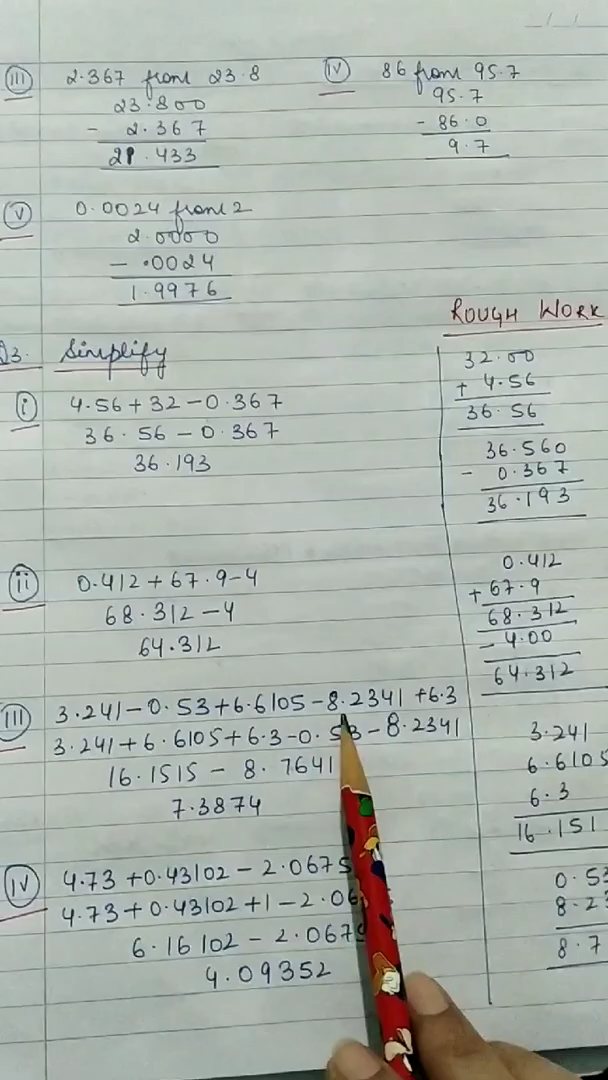 (iii) 2.367 from 23.8
23.800
- 2.367
21.433
(iv) 86 from 95.7
95.7
- 86.0
9.7
(v) 0.0024 from 2
2.0000
- .0024
1.9976
Q3. Simplify
(i) 4.56 + 32 - 0.367
36.56 - 0.367
36.193
(ii) 0.412 + 67.9 - 4
68.312 - 4
64.312
(iii) 3.241 - 0.53 + 6.6105 - 8.2341 + 6.3
3.241 + 6.6105 + 6.3 - 0.53 - 8.2341
16.1515 - 8.7641
7.3874
(iv) 4.73 + 0.43102 - 2.0675
4.73 + 0.43102 + 1 - 2.06
6.16102 - 2.0675
4.09352
ROUGH WORK
32.00
+ 4.56
36.56
36.560
- 0.367
36.193
0.412
+ 67.9
68.312
- 4.00
64.312
3.241
6.6105
6.3
16.151
0.53
8.23
8.7